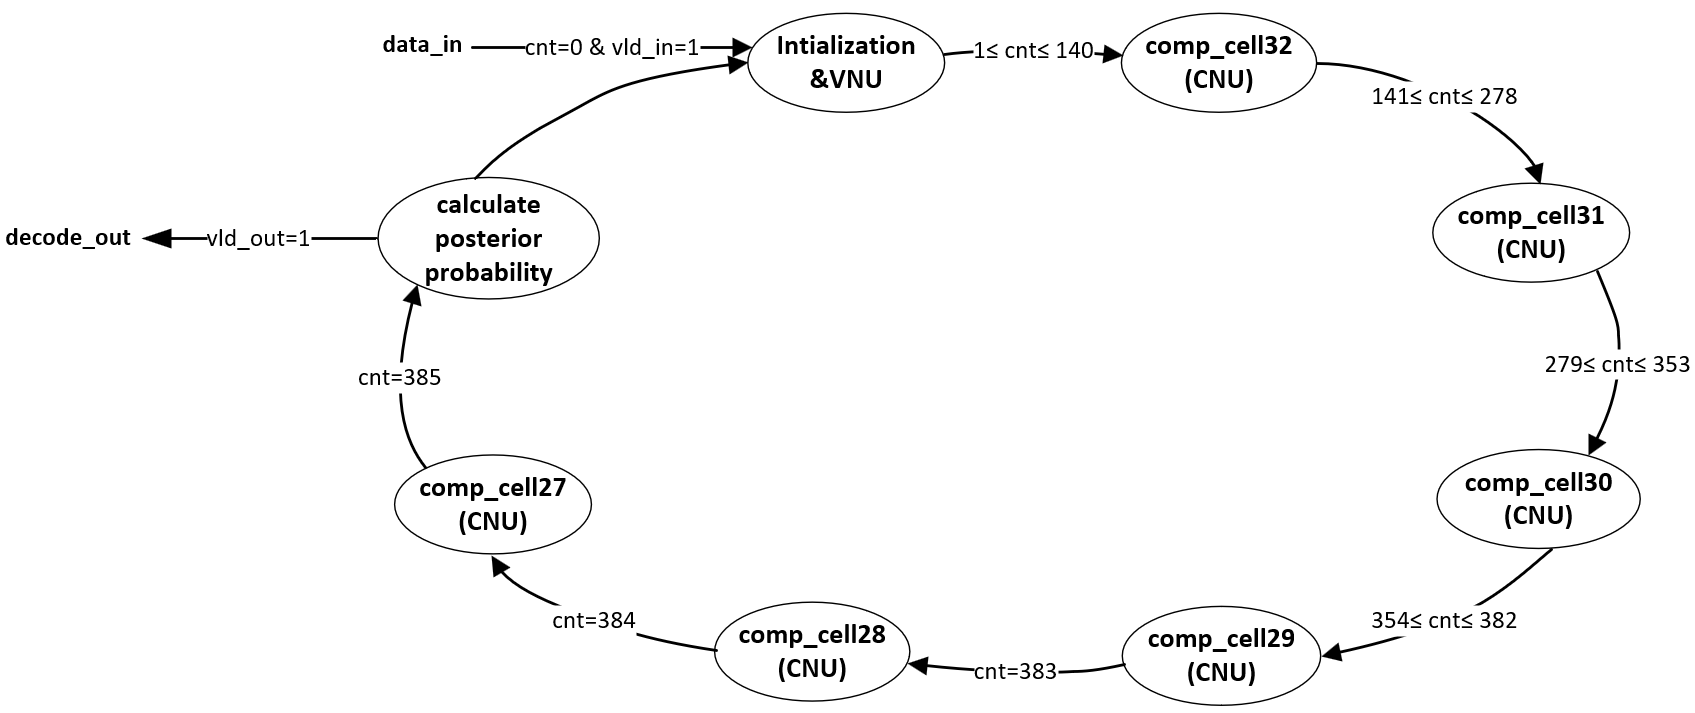 data_in
cnt=0 & vld_in=1
Intialization
&VNU
1≤ cnt≤ 140
comp_cell32
(CNU)
141≤ cnt≤ 278
comp_cell31
(CNU)
279≤ cnt≤ 353
comp_cell30
(CNU)
354≤ cnt≤ 382
comp_cell29
(CNU)
cnt=383
comp_cell28
(CNU)
cnt=384
comp_cell27
(CNU)
cnt=385
calculate
posterior
probability
vld_out=1
decode_out